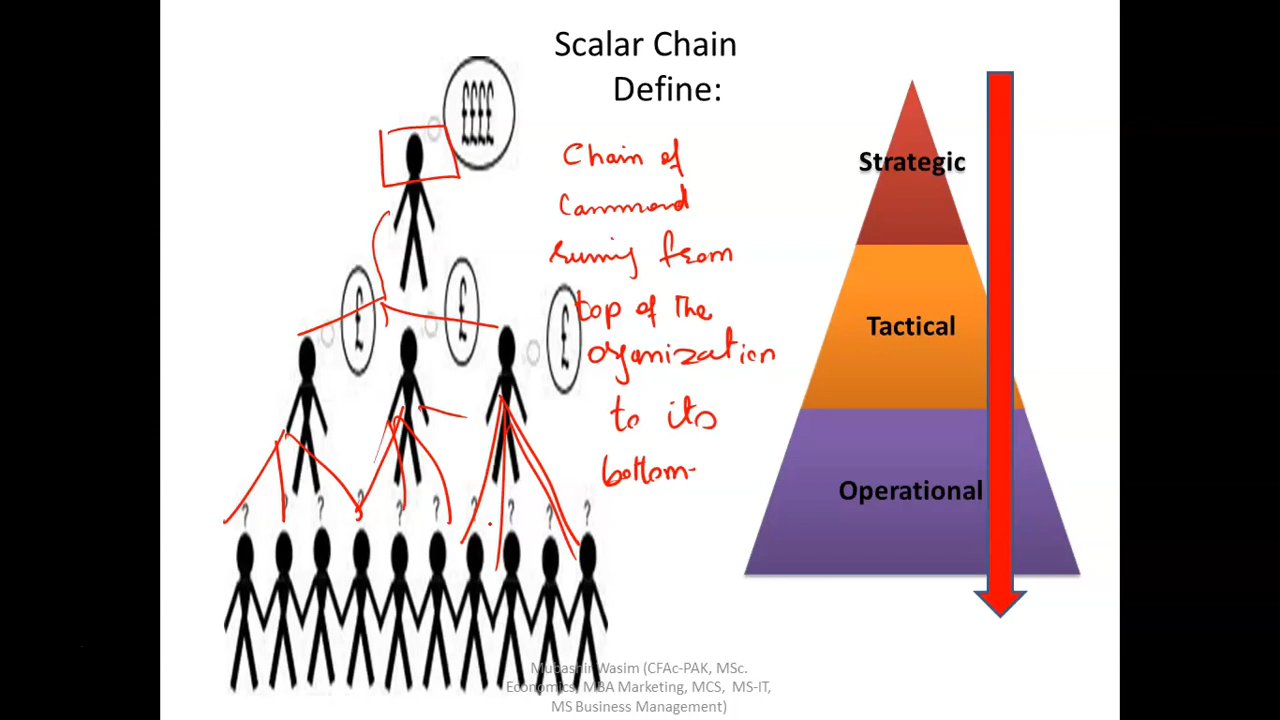 Scalar Chain
Define:
££££
Chain of
Command
runing from
top of the
organization
to its
bottom-
£
£
£
? ? ? ? ? ? ? ? ? ?
Strategic
Tactical
Operational
Mubashir Wasim (CFAc-PAK, MSc.
Economics, MBA Marketing, MCS, MS-IT,
MS Business Management)